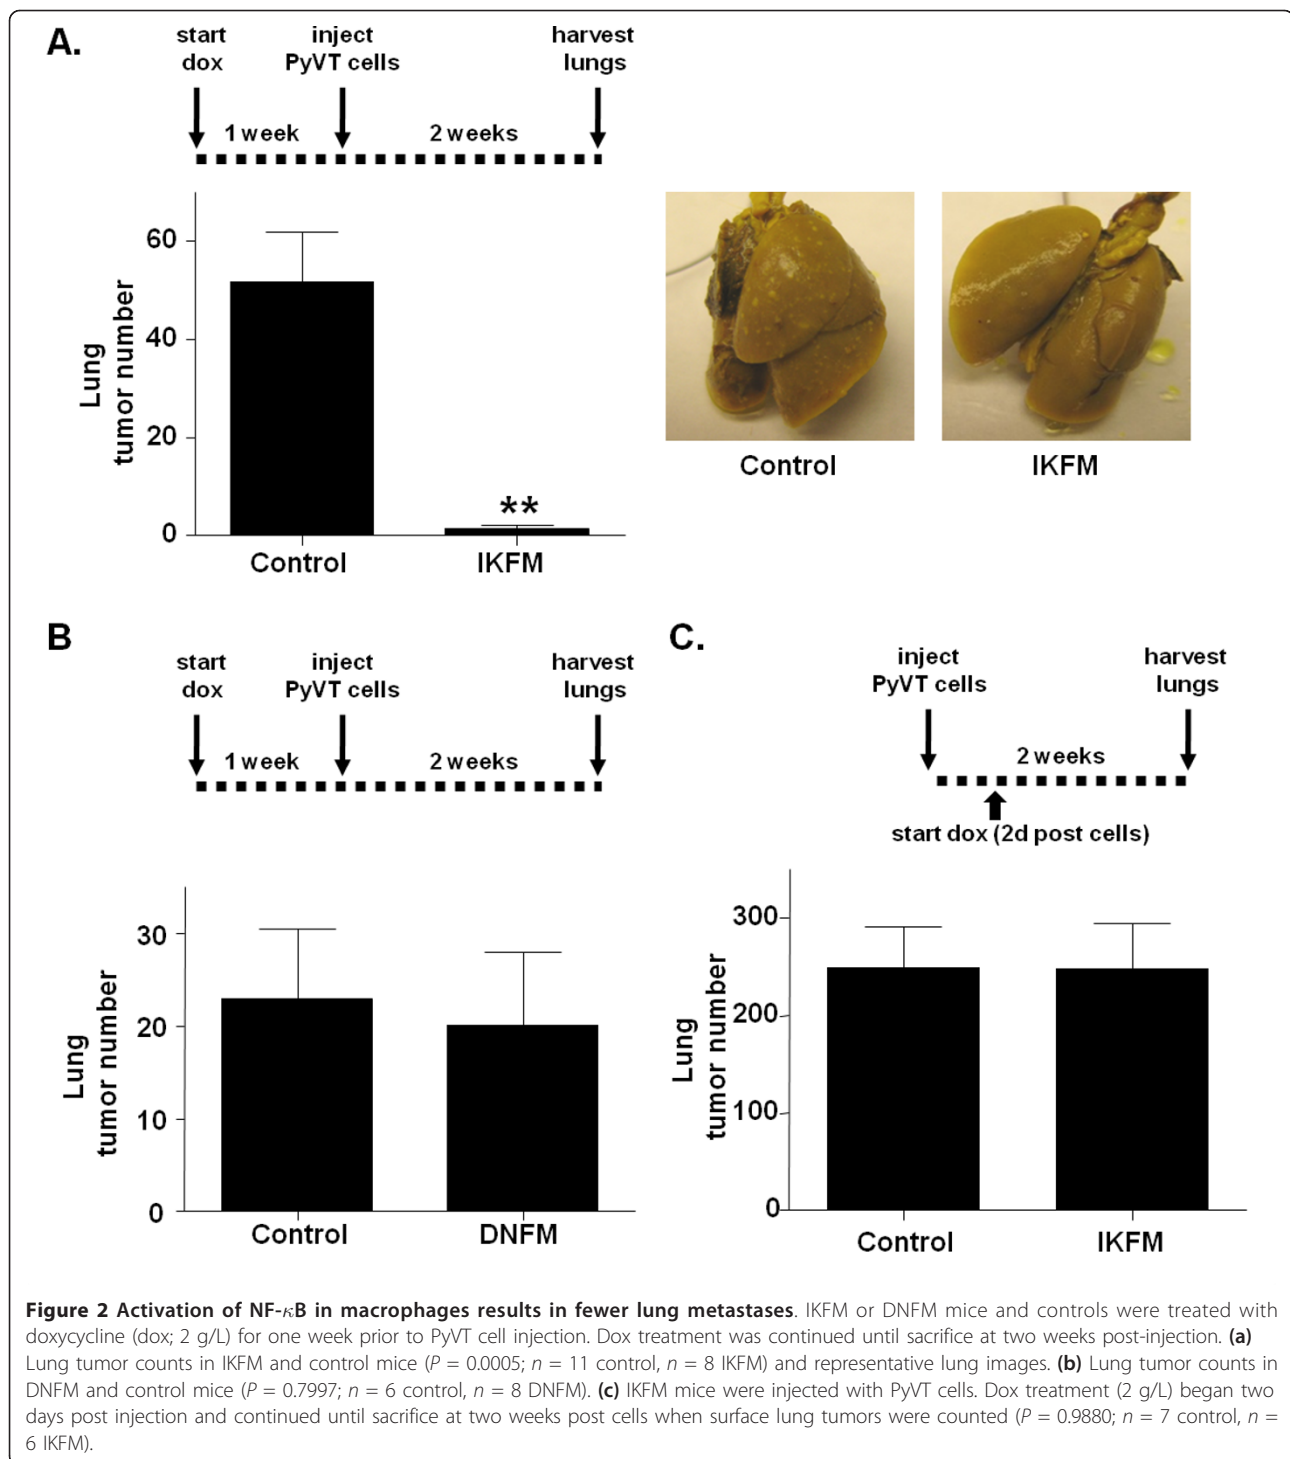 A.
start
dox
inject
PyVT cells
harvest
lungs
1 week
2 weeks
60
40
20
0
Lung
tumor number
**
Control
IKFM
Control
IKFM
B
start
dox
inject
PyVT cells
harvest
lungs
1 week
2 weeks
30
20
10
0
Lung
tumor number
Control
DNFM
C.
inject
PyVT cells
harvest
lungs
2 weeks
start dox (2d post cells)
300
200
100
0
Lung
tumor number
Control
IKFM
Figure 2 Activation of NF-κB in macrophages results in fewer lung metastases. IKFM or DNFM mice and controls were treated with
doxycycline (dox; 2 g/L) for one week prior to PyVT cell injection. Dox treatment was continued until sacrifice at two weeks post-injection. (a)
Lung tumor counts in IKFM and control mice (P = 0.0005; n = 11 control, n = 8 IKFM) and representative lung images. (b) Lung tumor counts in
DNFM and control mice (P = 0.7997; n = 6 control, n = 8 DNFM). (c) IKFM mice were injected with PyVT cells. Dox treatment (2 g/L) began two
days post injection and continued until sacrifice at two weeks post cells when surface lung tumors were counted (P = 0.9880; n = 7 control, n =
6 IKFM).